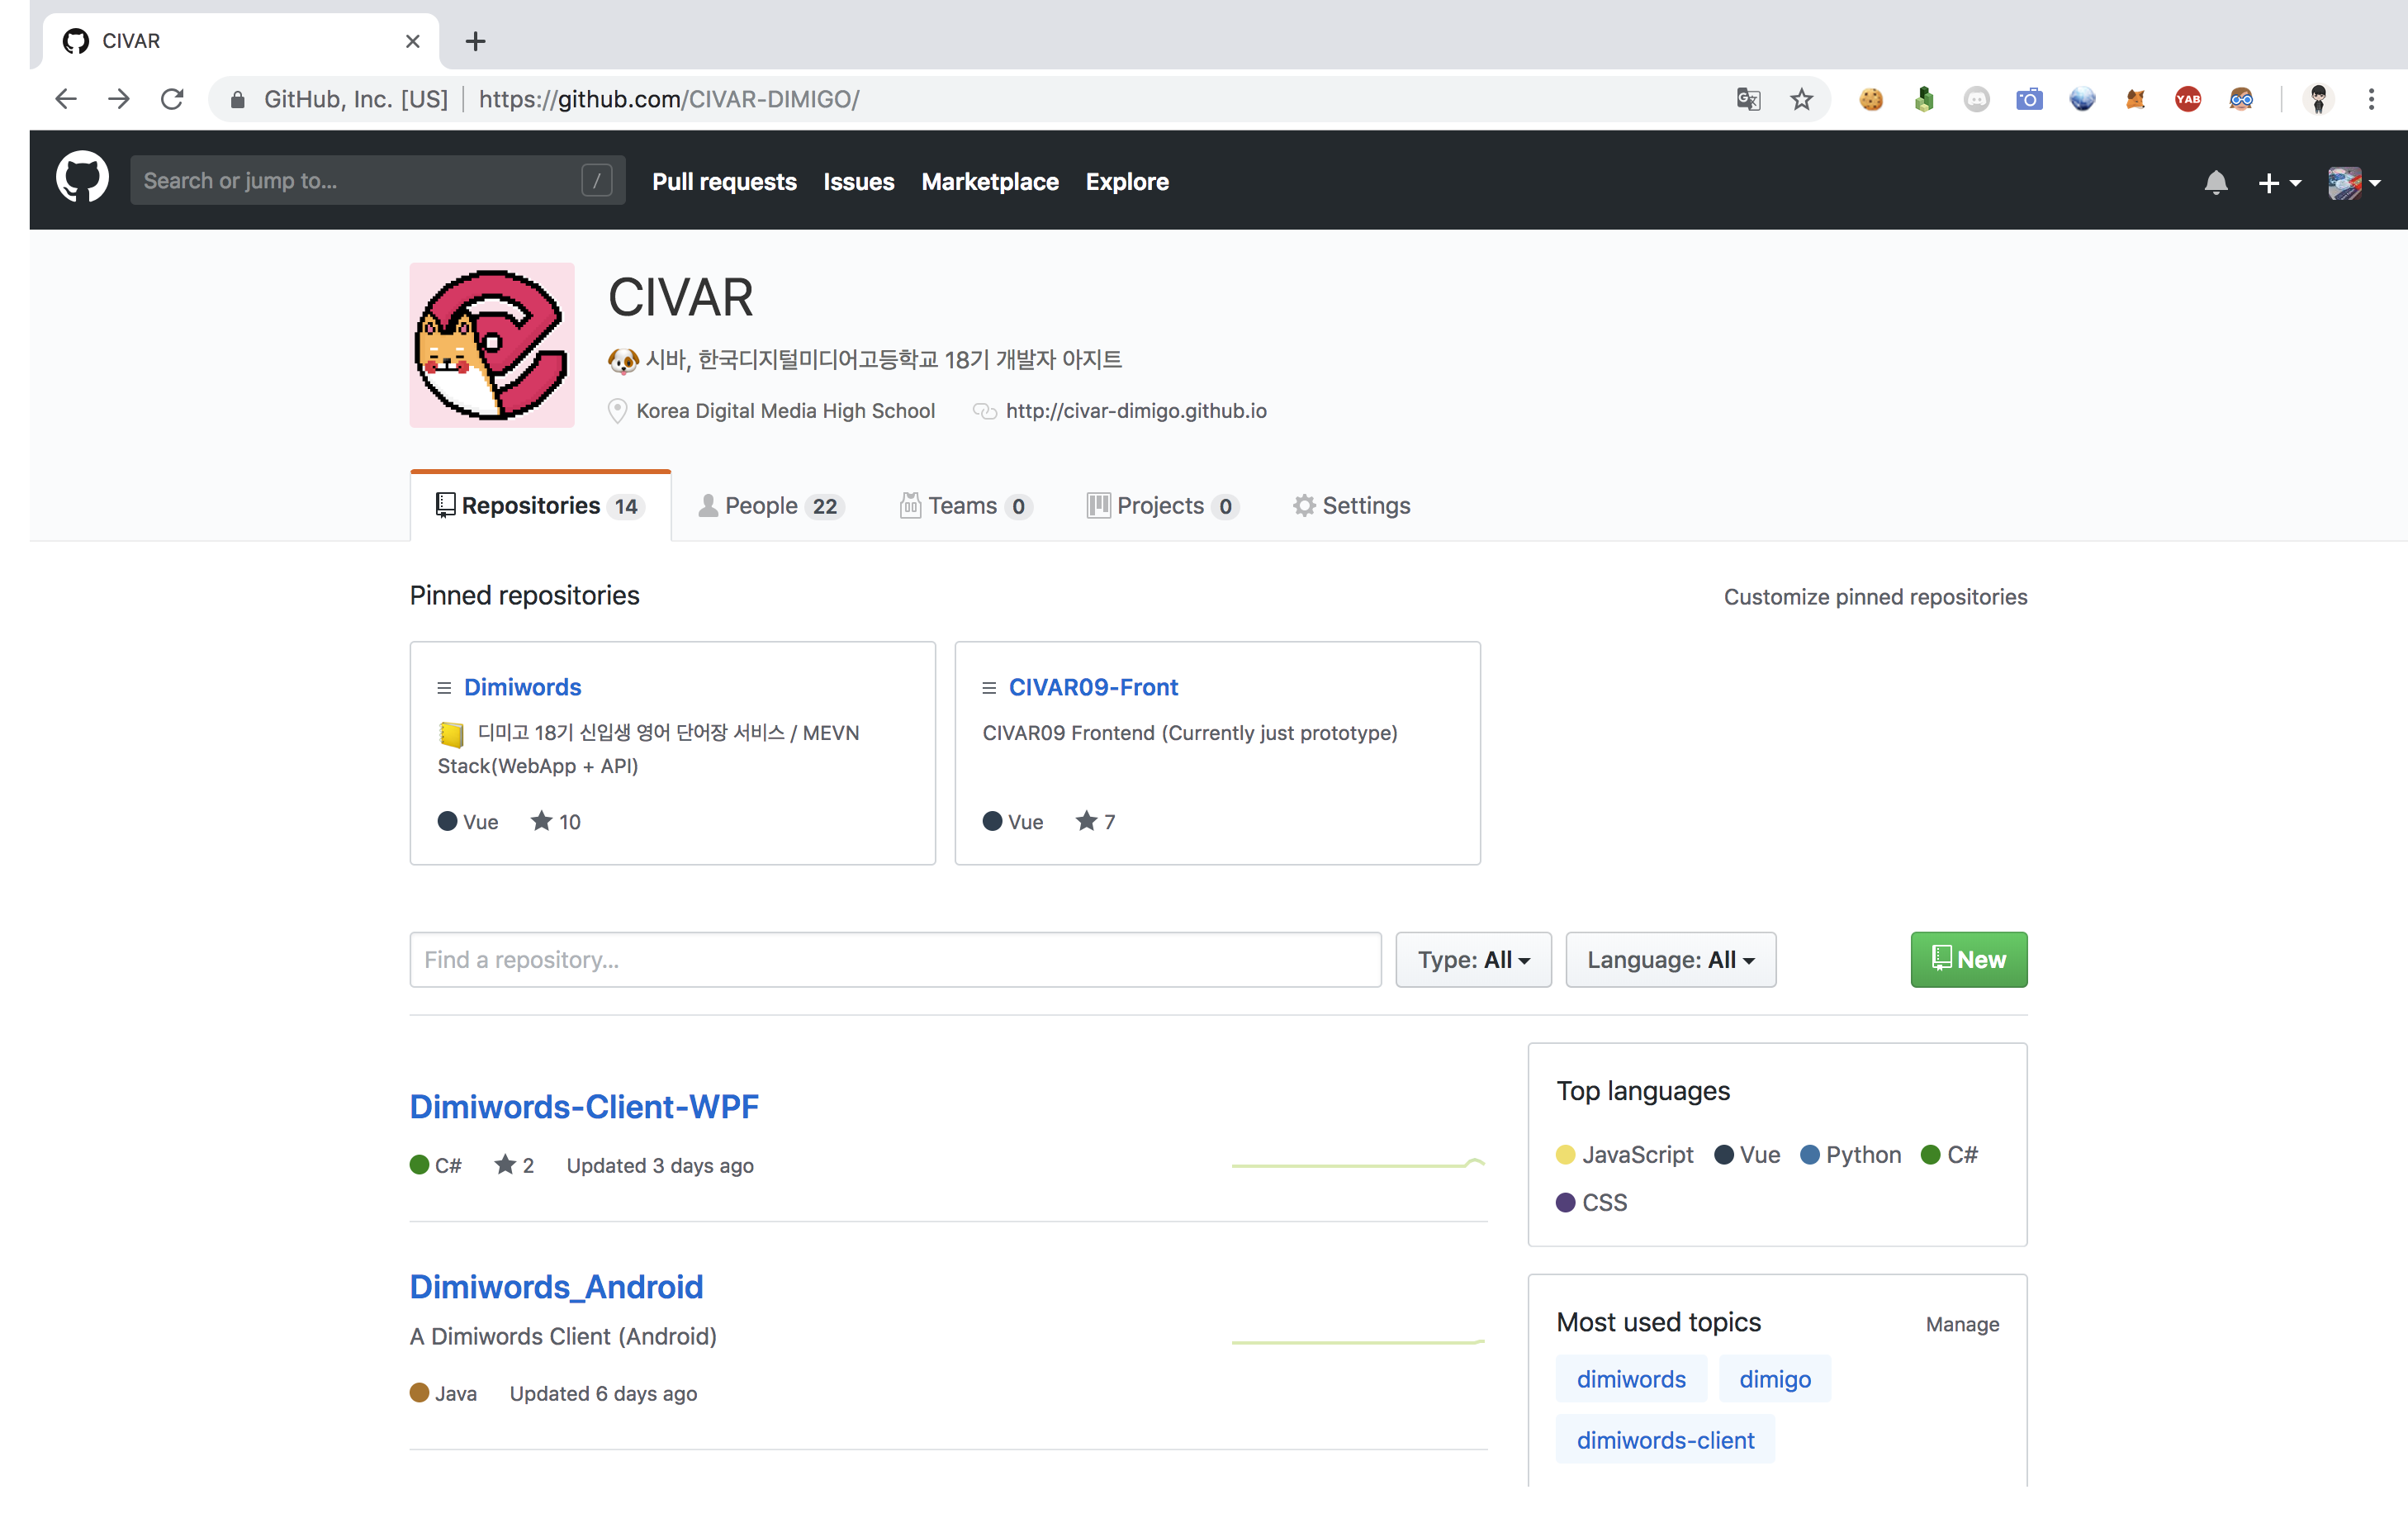 CIVAR
GitHub, Inc. [US] | https://github.com/CIVAR-DIMIGO/
YAB
Search or jump to... /
Pull requests Issues Marketplace Explore
CIVAR
시바, 한국디지털미디어고등학교 18기 개발자 아지트
Korea Digital Media High School http://civar-dimigo.github.io
Repositories 14 People 22 Teams 0 Projects 0 Settings
Pinned repositories
Customize pinned repositories
Dimiwords
디미고 18기 신입생 영어 단어장 서비스 / MEVN
Stack(WebApp + API)
Vue 10
CIVAR09-Front
CIVAR09 Frontend (Currently just prototype)
Vue 7
Find a repository...
Type: All Language: All New
Dimiwords-Client-WPF
C# 2 Updated 3 days ago
Dimiwords_Android
A Dimiwords Client (Android)
Java Updated 6 days ago
Top languages
JavaScript Vue Python C#
CSS
Most used topics Manage
dimiwords dimigo
dimiwords-client